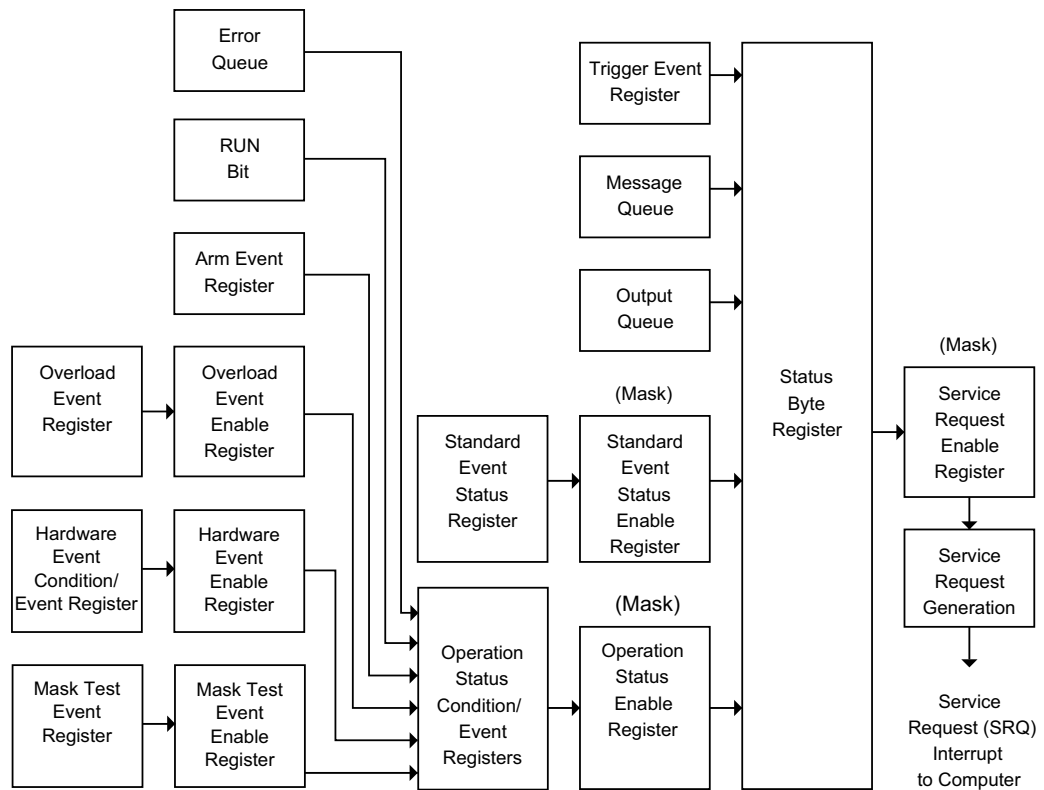 Error
Queue
RUN
Bit
Arm Event
Register
Overload
Event
Register
Overload
Event
Enable
Register
Hardware
Event
Condition/
Event Register
Hardware
Event
Enable
Register
Mask Test
Event
Register
Mask Test
Event
Enable
Register
Trigger Event
Register
Message
Queue
Output
Queue
Standard
Event
Status
Register
(Mask)
Standard
Event
Status
Enable
Register
Operation
Status
Condition/
Event
Registers
(Mask)
Operation
Status
Enable
Register
Status
Byte
Register
(Mask)
Service
Request
Enable
Register
Service
Request
Generation
Service
Request (SRQ)
Interrupt
to Computer